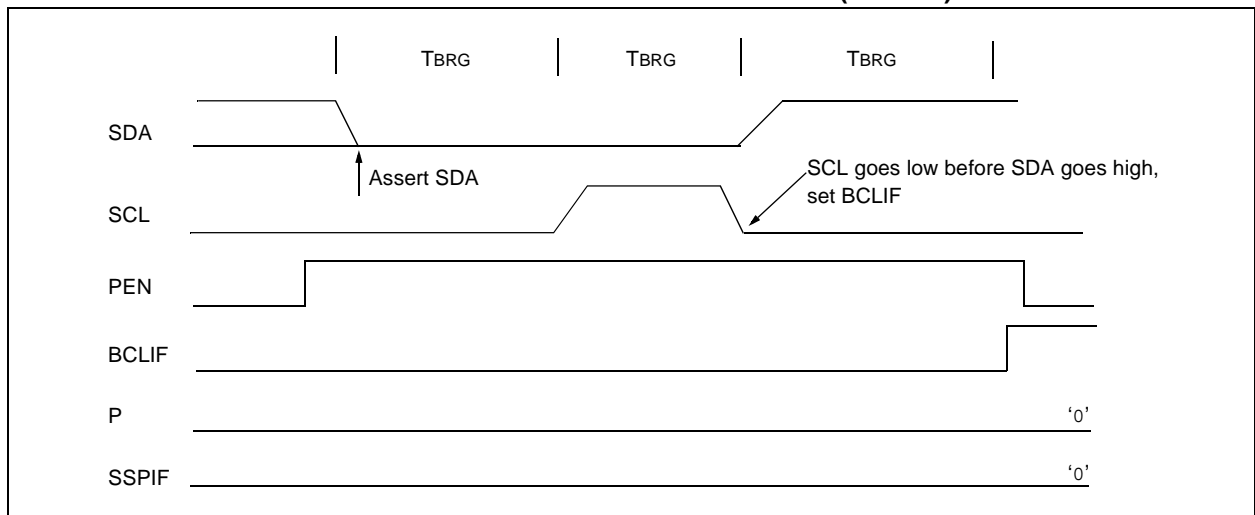 TBRG TBRG TBRG
SDA
Assert SDA
SCL goes low before SDA goes high,
set BCLIF
SCL
PEN
BCLIF
P '0'
SSPIF '0'